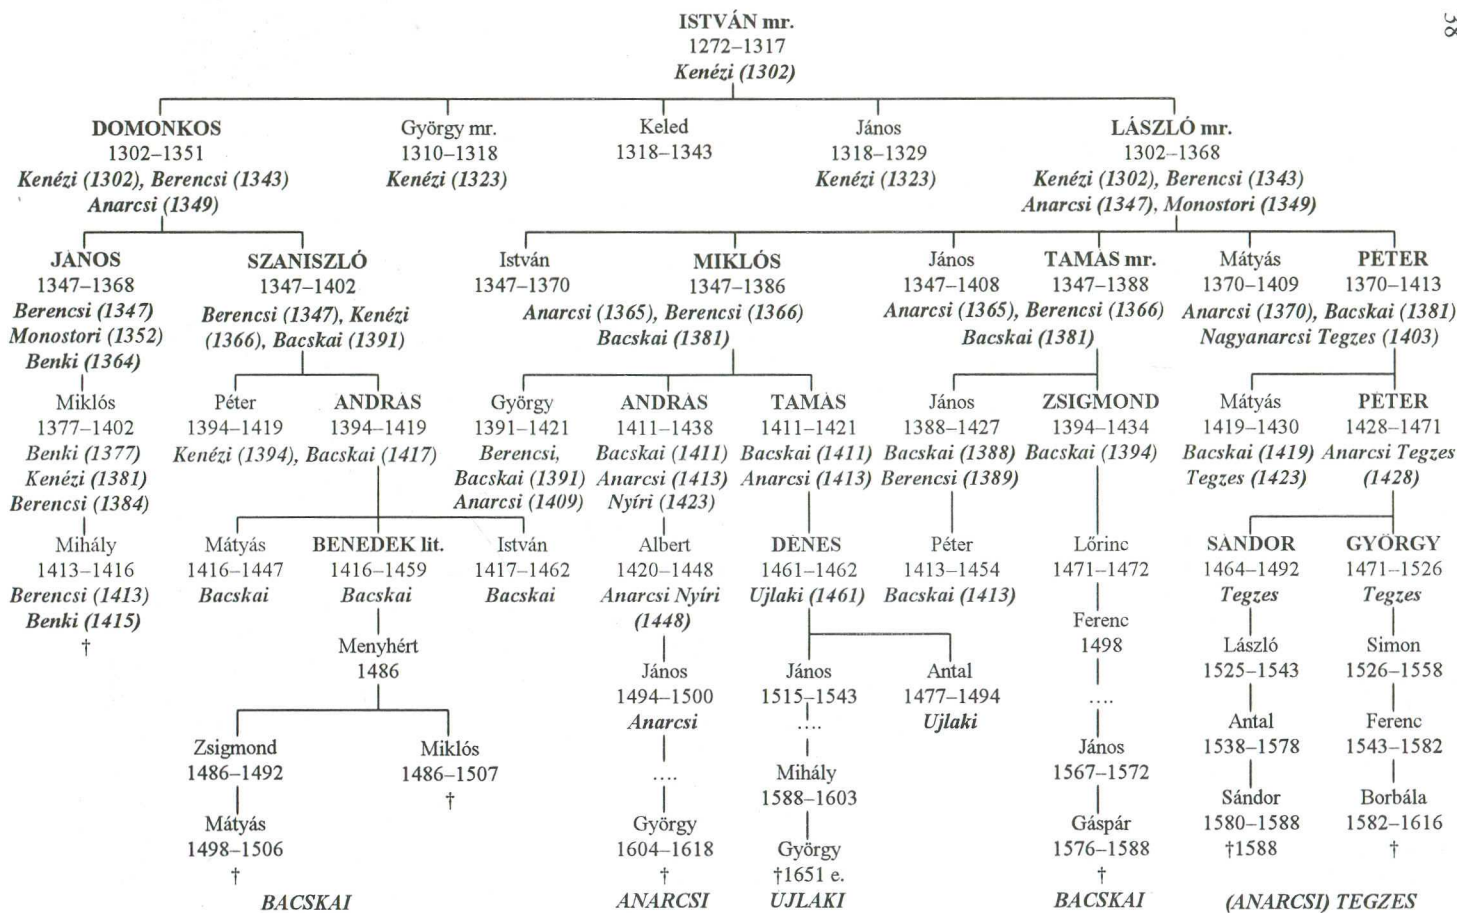 38
ISTVÁN mr.
1272–1317
Kenézi (1302)
DOMONKOS György mr. Keled János LÁSZLÓ mr.
1302–1351 1310–1318 1318–1343 1318–1329 1302–1368
Kenézi (1302), Berencsi (1343) Kenézi (1323) Kenézi (1323) Kenézi (1302), Berencsi (1343)
Anarcsi (1349) Anarcsi (1347), Monostori (1349)
JÁNOS SZANISZLÓ István MIKLÓS János TAMÁS mr. Mátyás PÉTER
1347–1368 1347–1402 1347–1370 1347–1386 1347–1408 1347–1388 1370–1409 1370–1413
Berencsi (1347) Berencsi (1347), Kenézi Anarcsi (1365), Berencsi (1366) Anarcsi (1365), Berencsi (1366) Anarcsi (1370), Bacskai (1381)
Monostori (1352) (1366), Bacskai (1391) Bacskai (1381) Bacskai (1381) Nagyanarcsi Tegzes (1403)
Benki (1364)
Miklós Péter ANDRÁS György ANDRÁS TAMÁS János ZSIGMOND Mátyás PÉTER
1377–1402 1394–1419 1394–1419 1391–1421 1411–1438 1411–1421 1388–1427 1394–1434 1419–1430 1428–1471
Benki (1377) Kenézi (1394), Bacskai (1417) Berencsi, Bacskai (1411) Bacskai (1411) Bacskai (1388) Bacskai (1394) Bacskai (1419) Anarcsi Tegzes
Kenézi (1381) Bacskai (1391) Anarcsi (1413) Anarcsi (1413) Berencsi (1389) Tegzes (1423) (1428)
Berencsi (1384) Anarcsi (1409) Nyíri (1423)
Mihály Mátyás BENEDEK lit. István Albert DÉNES Péter Lőrinc SÁNDOR GYÖRGY
1413–1416 1416–1447 1416–1459 1417–1462 1420–1448 1461–1462 1413–1454 1471–1472 1464–1492 1471–1526
Berencsi (1413) Bacskai Bacskai Bacskai Anarcsi Nyíri Ujlaki (1461) Bacskai (1413) Tegzes Tegzes
Benki (1415) (1448) Ferenc
† Menyhért 1498 László Simon
1486 János János Antal 1525–1543 1526–1558
1494–1500 1515–1543 1477–1494 ....
Anarcsi .... Ujlaki Antal Ferenc
Zsigmond Miklós János 1538–1578 1543–1582
1486–1492 1486–1507 .... Mihály 1567–1572
† 1588–1603 Sándor Borbála
Mátyás György Gáspár 1580–1588 1582–1616
1498–1506 1604–1618 György 1576–1588 †1588 †
† † †1651 e. †
BACSKAI ANARCSI UJLAKI BACSKAI (ANARCSI) TEGZES